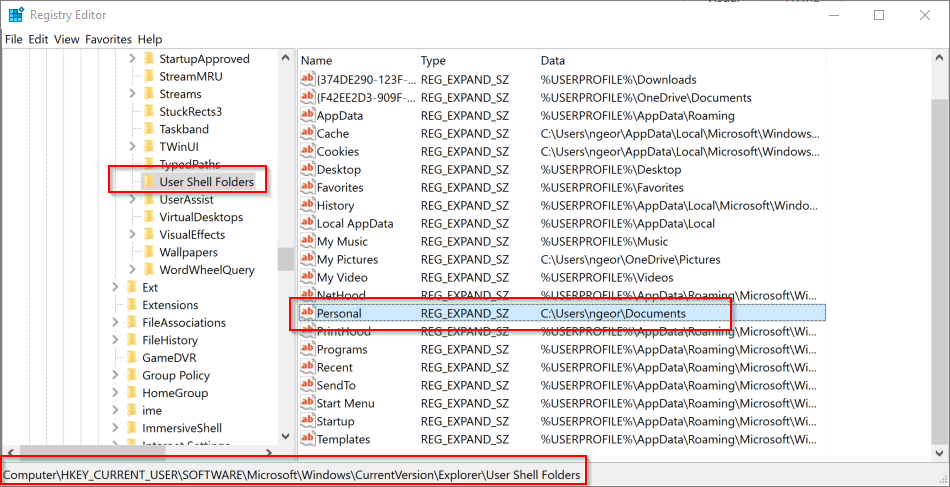 Registry Editor
File Edit View Favorites Help
StartupApproved
StreamMRU
Streams
StuckRects3
Taskband
TWinUI
TypedPaths
User Shell Folders
UserAssist
VirtualDesktops
VisualEffects
Wallpapers
WordWheelQuery
Ext
Extensions
FileAssociations
FileHistory
GameDVR
Group Policy
HomeGroup
ime
ImmersiveShell
Internet Settings
Name Type Data
{374DE290-123F-... REG_EXPAND_SZ %USERPROFILE%\Downloads
{F42EE2D3-909F-... REG_EXPAND_SZ %USERPROFILE%\OneDrive\Documents
AppData REG_EXPAND_SZ %USERPROFILE%\AppData\Roaming
Cache REG_EXPAND_SZ C:\Users\ngeor\AppData\Local\Microsoft\Windows...
Cookies REG_EXPAND_SZ C:\Users\ngeor\AppData\Local\Microsoft\Windows...
Desktop REG_EXPAND_SZ %USERPROFILE%\Desktop
Favorites REG_EXPAND_SZ %USERPROFILE%\Favorites
History REG_EXPAND_SZ %USERPROFILE%\AppData\Local\Microsoft\Windo...
Local AppData REG_EXPAND_SZ %USERPROFILE%\AppData\Local
My Music REG_EXPAND_SZ %USERPROFILE%\Music
My Pictures REG_EXPAND_SZ C:\Users\ngeor\OneDrive\Pictures
My Video REG_EXPAND_SZ %USERPROFILE%\Videos
NetHood REG_EXPAND_SZ %USERPROFILE%\AppData\Roaming\Microsoft\Wi...
Personal REG_EXPAND_SZ C:\Users\ngeor\Documents
PrintHood REG_EXPAND_SZ %USERPROFILE%\AppData\Roaming\Microsoft\Wi...
Programs REG_EXPAND_SZ %USERPROFILE%\AppData\Roaming\Microsoft\Wi...
Recent REG_EXPAND_SZ %USERPROFILE%\AppData\Roaming\Microsoft\Wi...
SendTo REG_EXPAND_SZ %USERPROFILE%\AppData\Roaming\Microsoft\Wi...
Start Menu REG_EXPAND_SZ %USERPROFILE%\AppData\Roaming\Microsoft\Wi...
Startup REG_EXPAND_SZ %USERPROFILE%\AppData\Roaming\Microsoft\Wi...
Templates REG_EXPAND_SZ %USERPROFILE%\AppData\Roaming\Microsoft\Wi...
Computer\HKEY_CURRENT_USER\SOFTWARE\Microsoft\Windows\CurrentVersion\Explorer\User Shell Folders